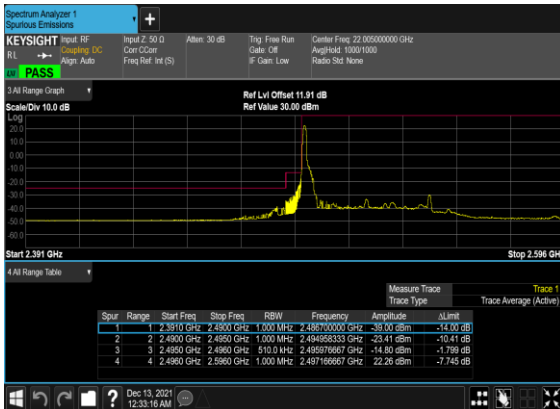 Spectrum Analyzer 1
Spurious Emissions
KEYSIGHT Input: RF Input Z: 50 Ω Atten: 30 dB Trig: Free Run Center Freq: 22.005000000 GHz
RL Coupling: DC Corr CCorr Gate: Off Avg|Hold: 1000/1000
Align: Auto Freq Ref: Int (S) IF Gain: Low Radio Std: None
PASS
3 All Range Graph
Ref Lvl Offset 11.91 dB
Scale/Div 10.0 dB Ref Value 30.00 dBm
Log
20.0
10.0
0.00
-10.0
-20.0
-30.0
-40.0
-50.0
-60.0
Start 2.391 GHz Stop 2.596 GH
4 All Range Table
Measure Trace Trace 1
Trace Type Trace Average (Active)
Spur Range Start Freq Stop Freq RBW Frequency Amplitude ΔLimit
1 1 2.3910 GHz 2.4900 GHz 1.000 MHz 2.486700000 GHz -39.00 dBm -14.00 dB
2 2 2.4900 GHz 2.4950 GHz 1.000 MHz 2.494958333 GHz -23.41 dBm -10.41 dB
3 3 2.4950 GHz 2.4960 GHz 510.0 kHz 2.495976667 GHz -14.80 dBm -1.799 dB
4 4 2.4960 GHz 2.5960 GHz 1.000 MHz 2.497166667 GHz 22.26 dBm -7.745 dB
Dec 13, 2021
12:33:16 AM